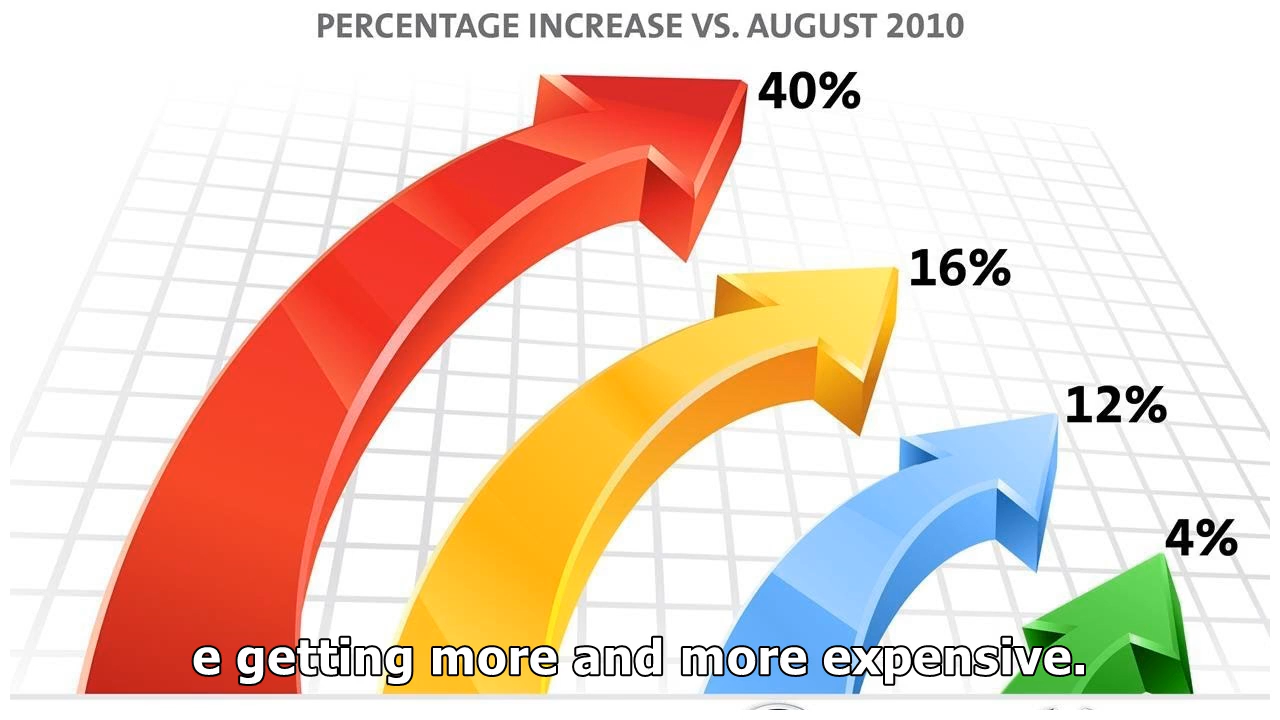 PERCENTAGE INCREASE VS. AUGUST 2010
40%
16%
12%
4%
e getting more and more expensive.